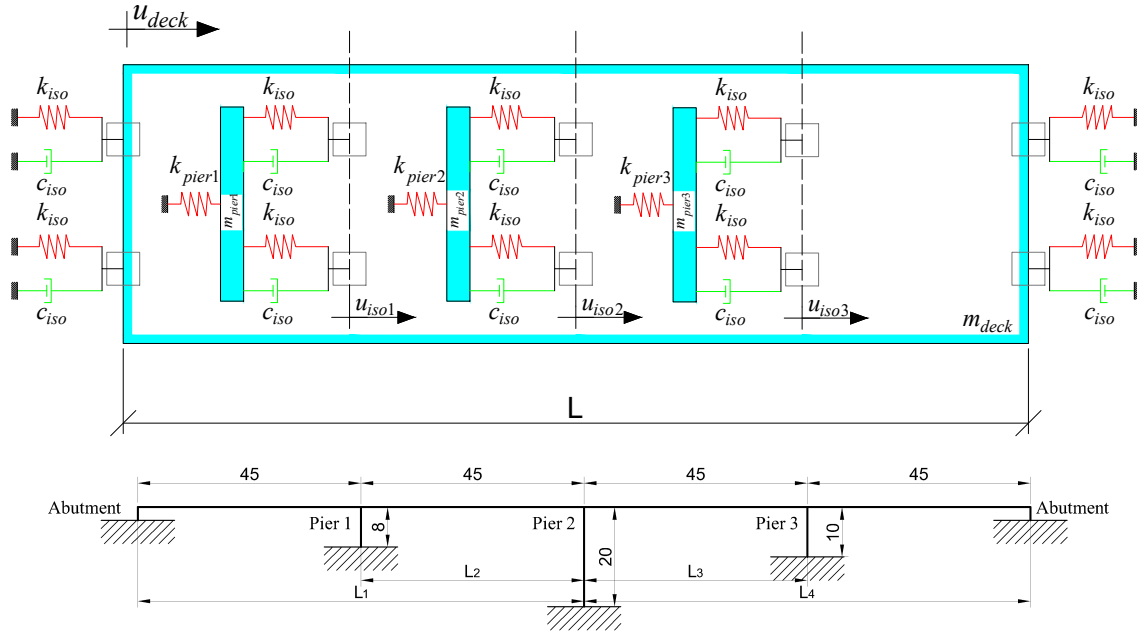 u_deck
k_iso k_iso k_iso k_iso k_iso
c_iso k_pier1 c_iso k_pier2 c_iso k_pier3 c_iso c_iso
m_pier1 m_pier2 m_pier3
k_iso k_iso k_iso k_iso k_iso
c_iso c_iso u_iso1 c_iso u_iso2 c_iso u_iso3 m_deck c_iso
L
45 45 45 45
Abutment Pier 1 8 Pier 2 20 Pier 3 10 Abutment
L₂ L₃
L₁ L₄